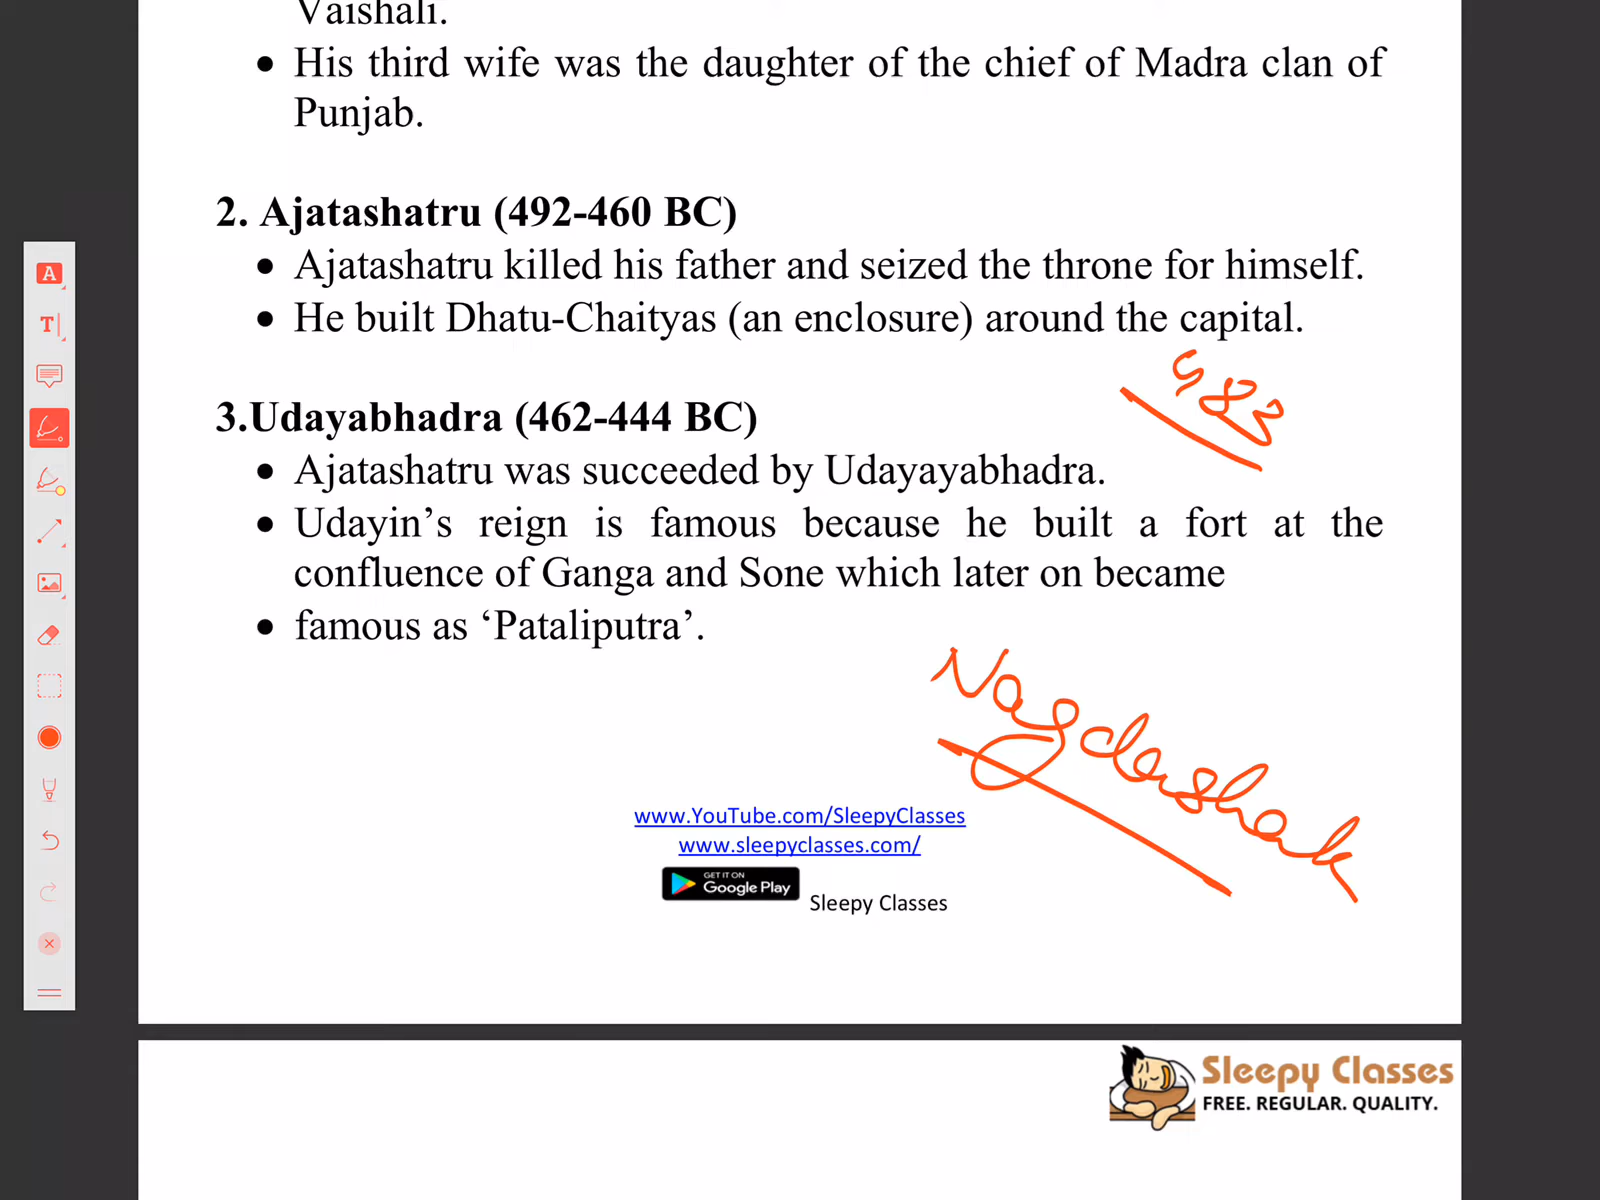 Vaishali.
• His third wife was the daughter of the chief of Madra clan of
Punjab.
2. Ajatashatru (492-460 BC)
• Ajatashatru killed his father and seized the throne for himself.
• He built Dhatu-Chaityas (an enclosure) around the capital.
483
3.Udayabhadra (462-444 BC)
• Ajatashatru was succeeded by Udayayabhadra.
• Udayin’s reign is famous because he built a fort at the
confluence of Ganga and Sone which later on became
• famous as ‘Pataliputra’.
Nagdarshak
www.YouTube.com/SleepyClasses
www.sleepyclasses.com/
GET IT ON
Google Play
Sleepy Classes
Sleepy Classes
FREE. REGULAR. QUALITY.